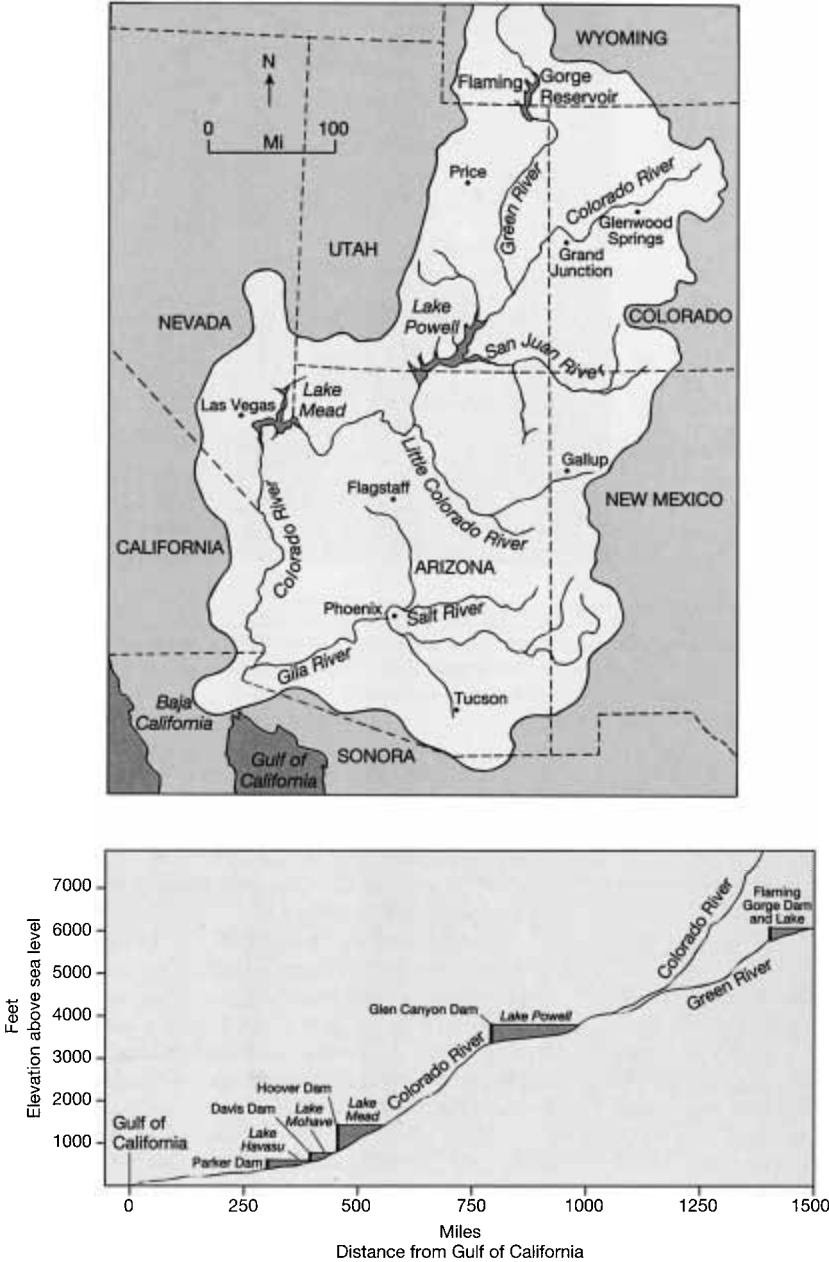 WYOMING
N
Flaming Gorge
Reservoir
0 100
Mi
Price
Green River
Colorado River
Glenwood
Springs
Grand
Junction
UTAH
Lake
Powell
COLORADO
NEVADA
San Juan River
Las Vegas
Lake
Mead
Gallup
Little Colorado River
Flagstaff
NEW MEXICO
Colorado River
CALIFORNIA
ARIZONA
Phoenix
Salt River
Gila River
Tucson
Baja
California
SONORA
Gulf of
California
7000
6000
5000
4000
3000
2000
1000
Feet
Elevation above sea level
Colorado River
Flaming
Gorge Dam
and Lake
Green River
Glen Canyon Dam
Lake Powell
Colorado River
Hoover Dam
Lake
Mead
Davis Dam
Lake
Mohave
Lake
Havasu
Parker Dam
Gulf of
California
0 250 500 750 1000 1250 1500
Miles
Distance from Gulf of California